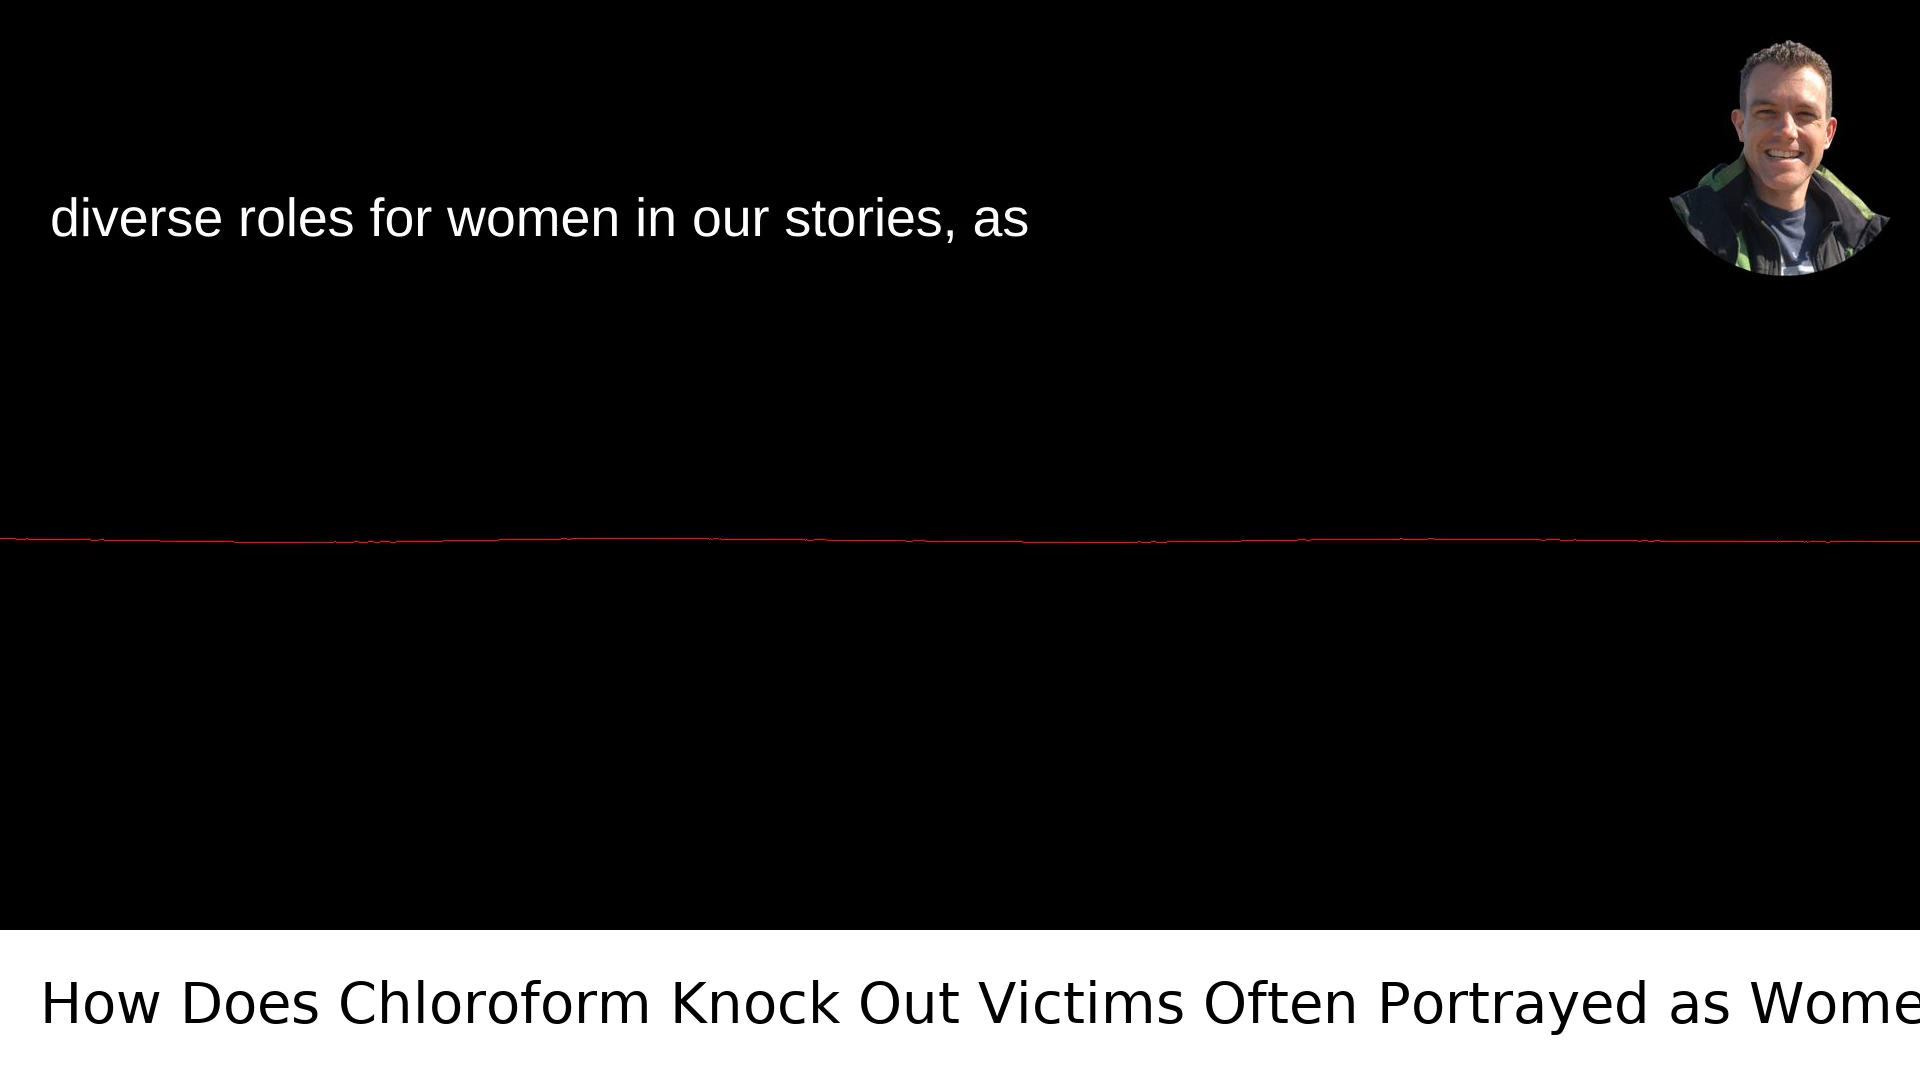 diverse roles for women in our stories, as
How Does Chloroform Knock Out Victims Often Portrayed as Wome